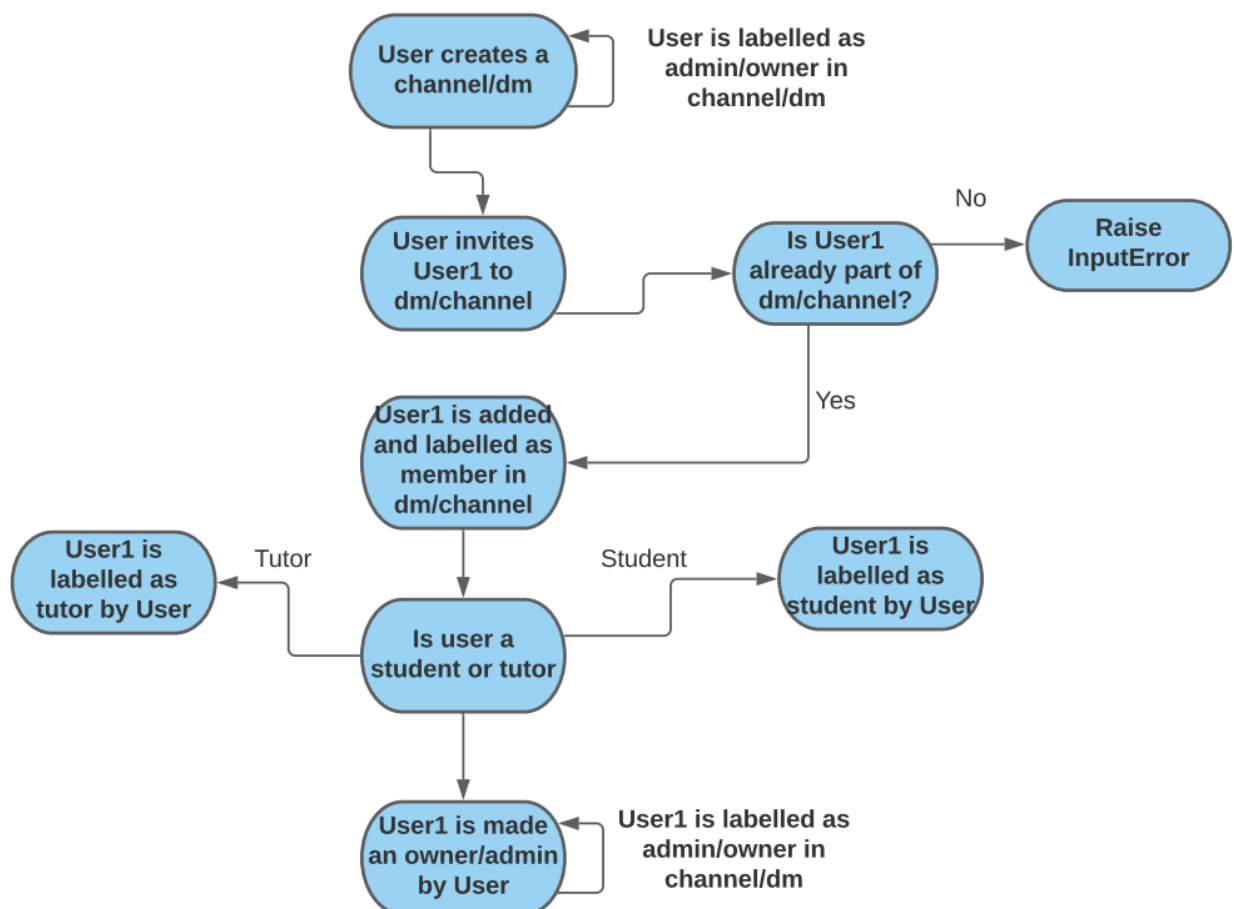 User creates a
channel/dm
User is labelled as
admin/owner in
channel/dm
User invites
User1 to
dm/channel
Is User1
already part of
dm/channel?
No
Raise
InputError
Yes
User1 is added
and labelled as
member in
dm/channel
User1 is
labelled as
tutor by User
Tutor
Student
User1 is
labelled as
student by User
Is user a
student or tutor
User1 is made
an owner/admin
by User
User1 is labelled as
admin/owner in
channel/dm